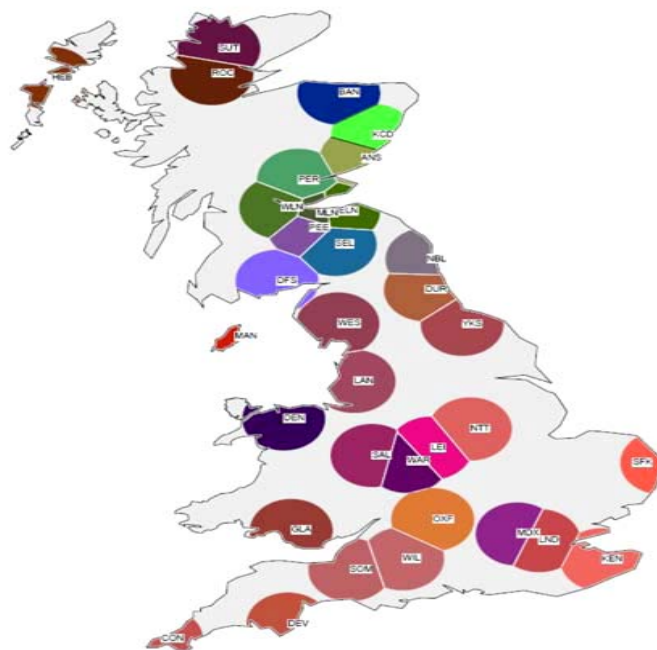 SUT
ROC
HEB
BAN
KCD
ANS
PER
WLN
MLN
ELN
PEE
SEL
NBL
DFS
DUR
WES
YKS
MAN
LAN
DEN
NTT
LEI
SAL
WAR
SFK
OXF
GLA
MDX
LND
WIL
KEN
SOM
DEV
CON